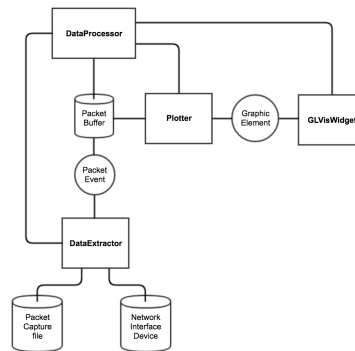 DataProcessor
Packet
Buffer
Plotter
Graphic
Element
GLVisWidget
Packet
Event
DataExtractor
Packet
Capture
file
Network
Interface
Device